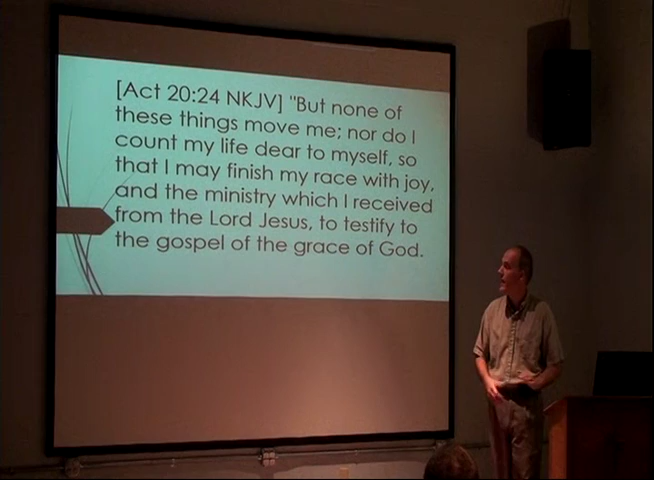 [Act 20:24 NKJV] "But none of
these things move me; nor do I
count my life dear to myself, so
that I may finish my race with joy,
and the ministry which I received
from the Lord Jesus, to testify to
the gospel of the grace of God.